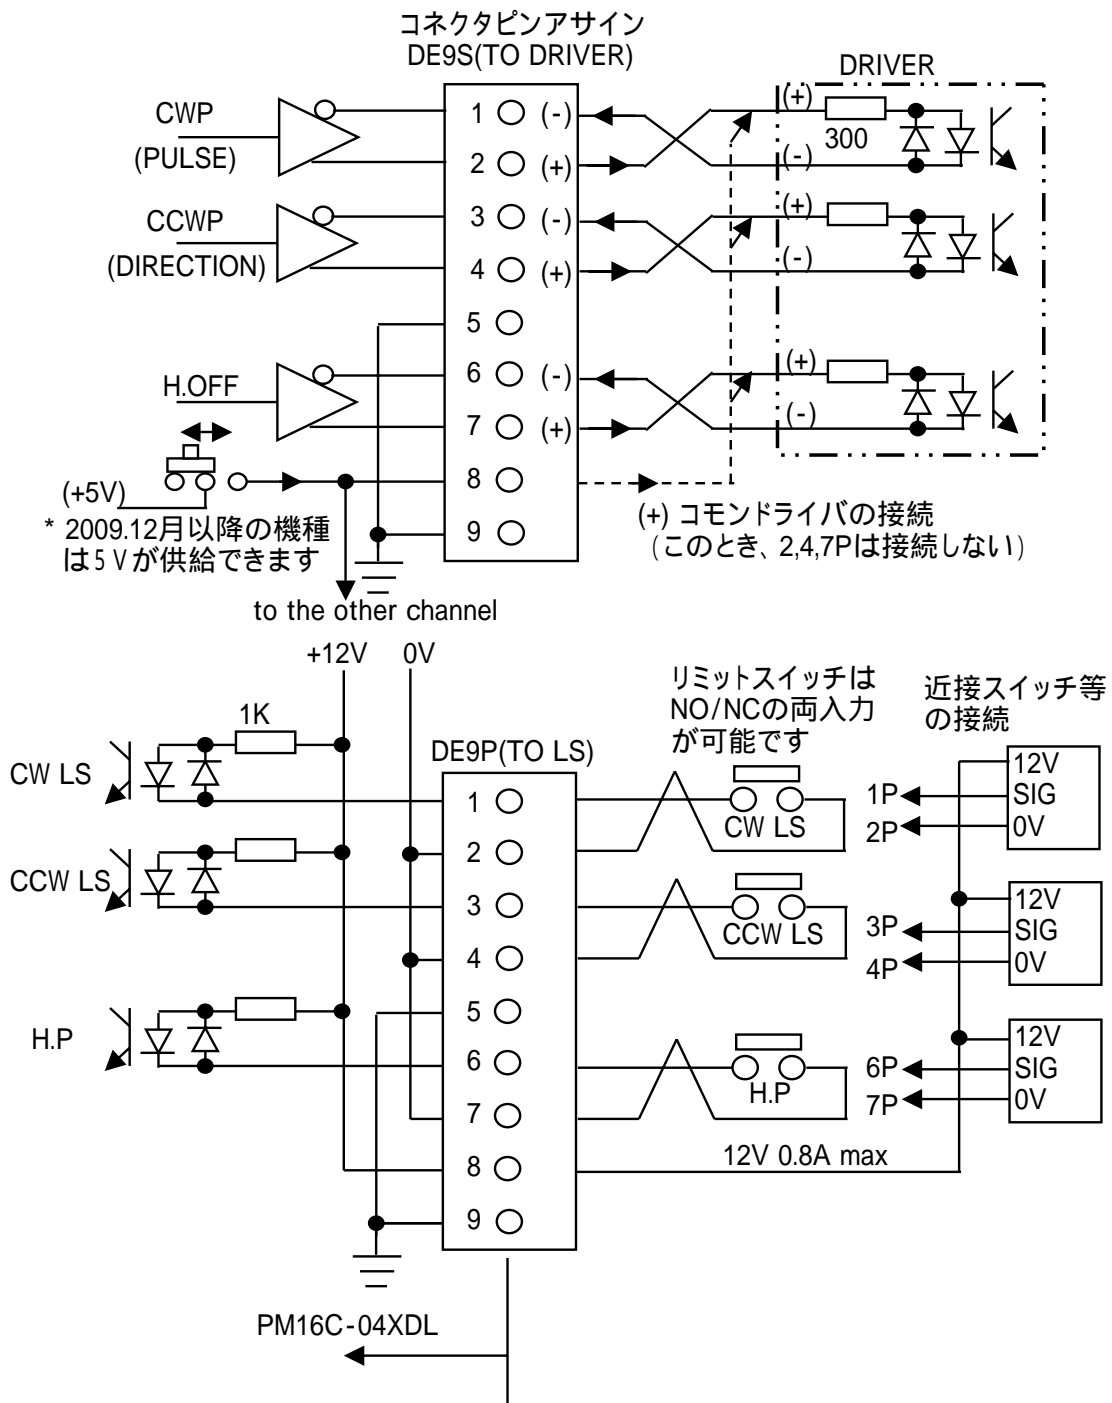 コネクタピンアサイン
DE9S(TO DRIVER)
DRIVER
CWP
(PULSE)
1 (-)
2 (+)
(+)
300
(-)
CCWP
(DIRECTION)
3 (-)
4 (+)
(+)
(-)
5
H.OFF
6 (-)
7 (+)
(+)
(-)
8
9
(+5V)
* 2009.12月以降の機種
は5Vが供給できます
(+) コモンドライバの接続
(このとき、2,4,7Pは接続しない)
to the other channel
+12V 0V
リミットスイッチは
NO/NCの両入力
が可能です
近接スイッチ等
の接続
1K
DE9P(TO LS)
CW LS
1
2
CW LS
1P
2P
12V
SIG
0V
CCW LS
3
4
CCW LS
3P
4P
12V
SIG
0V
5
H.P
6
7
H.P
6P
7P
12V
SIG
0V
8
12V 0.8A max
9
PM16C-04XDL